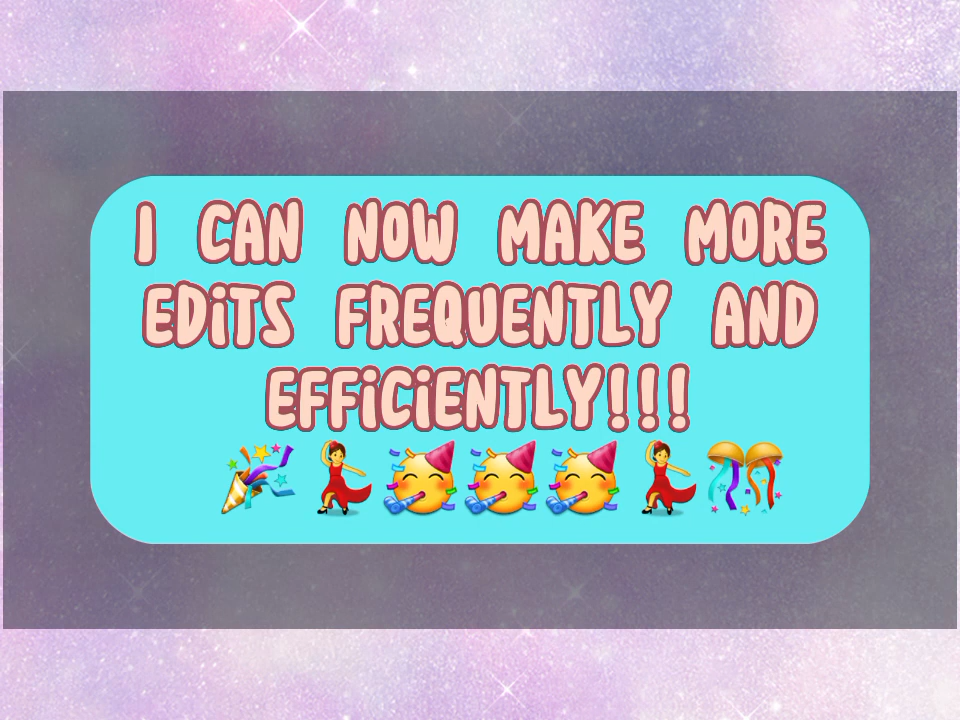 I CAN NOW MAKE MORE
EDiTS FREQUENTLY AND
EFFiCiENTLY!!!
🎉💃🥳🥳🥳💃🎊